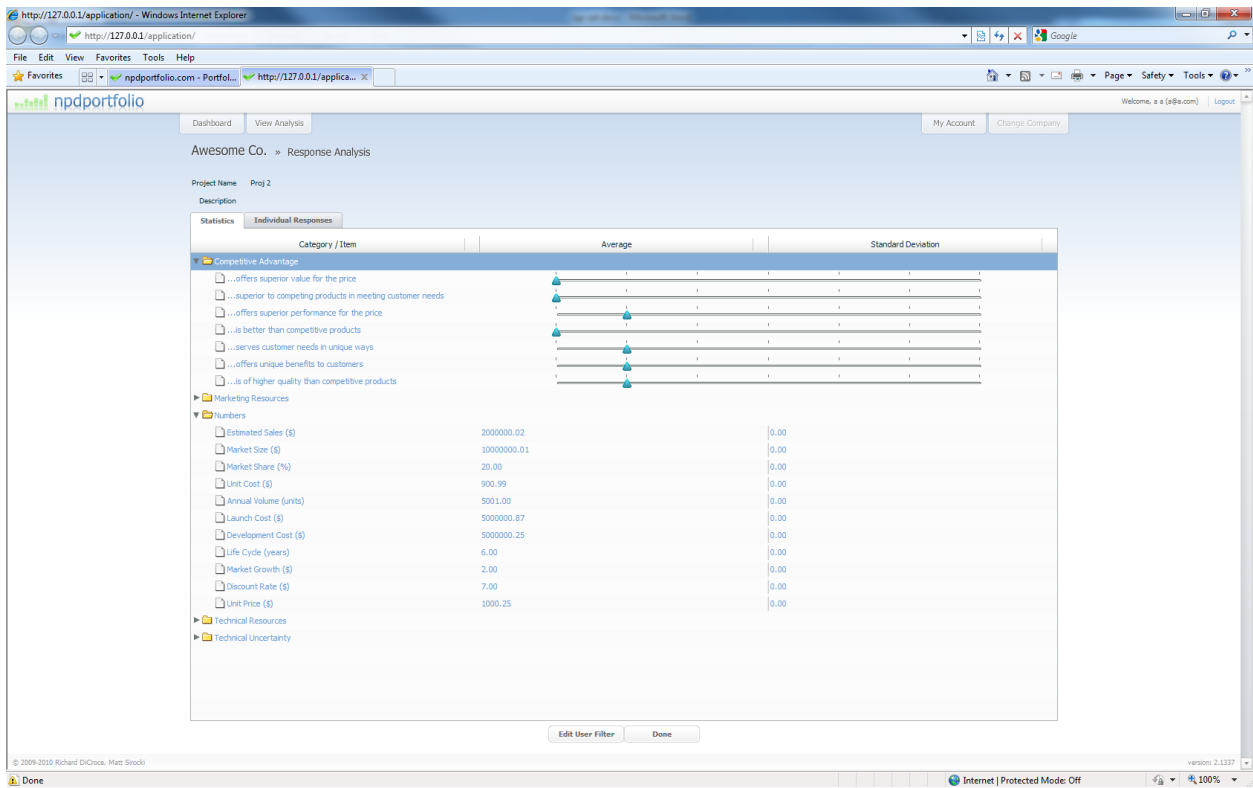 http://127.0.0.1/application/ - Windows Internet Explorer
http://127.0.0.1/application/ Google
File Edit View Favorites Tools Help
Favorites npdportfolio.com - Portfol... http://127.0.0.1/applica... Page Safety Tools
npdportfolio Welcome, a a (a@a.com) Logout
Dashboard View Analysis My Account Change Company
Awesome Co. » Response Analysis
Project Name Proj 2
Description
Statistics Individual Responses
Category / Item Average Standard Deviation
Competitive Advantage
...offers superior value for the price
...superior to competing products in meeting customer needs
...offers superior performance for the price
...is better than competitive products
...serves customer needs in unique ways
...offers unique benefits to customers
...is of higher quality than competitive products
Marketing Resources
Numbers
Estimated Sales ($) 2000000.02 0.00
Market Size ($) 10000000.01 0.00
Market Share (%) 20.00 0.00
Unit Cost ($) 900.99 0.00
Annual Volume (units) 5001.00 0.00
Launch Cost ($) 5000000.87 0.00
Development Cost ($) 5000000.25 0.00
Life Cycle (years) 6.00 0.00
Market Growth ($) 2.00 0.00
Discount Rate ($) 7.00 0.00
Unit Price ($) 1000.25 0.00
Technical Resources
Technical Uncertainty
Edit User Filter Done
© 2009-2010 Richard DiCroce, Matt Sirocki version: 2.1337
Done Internet | Protected Mode: Off 100%